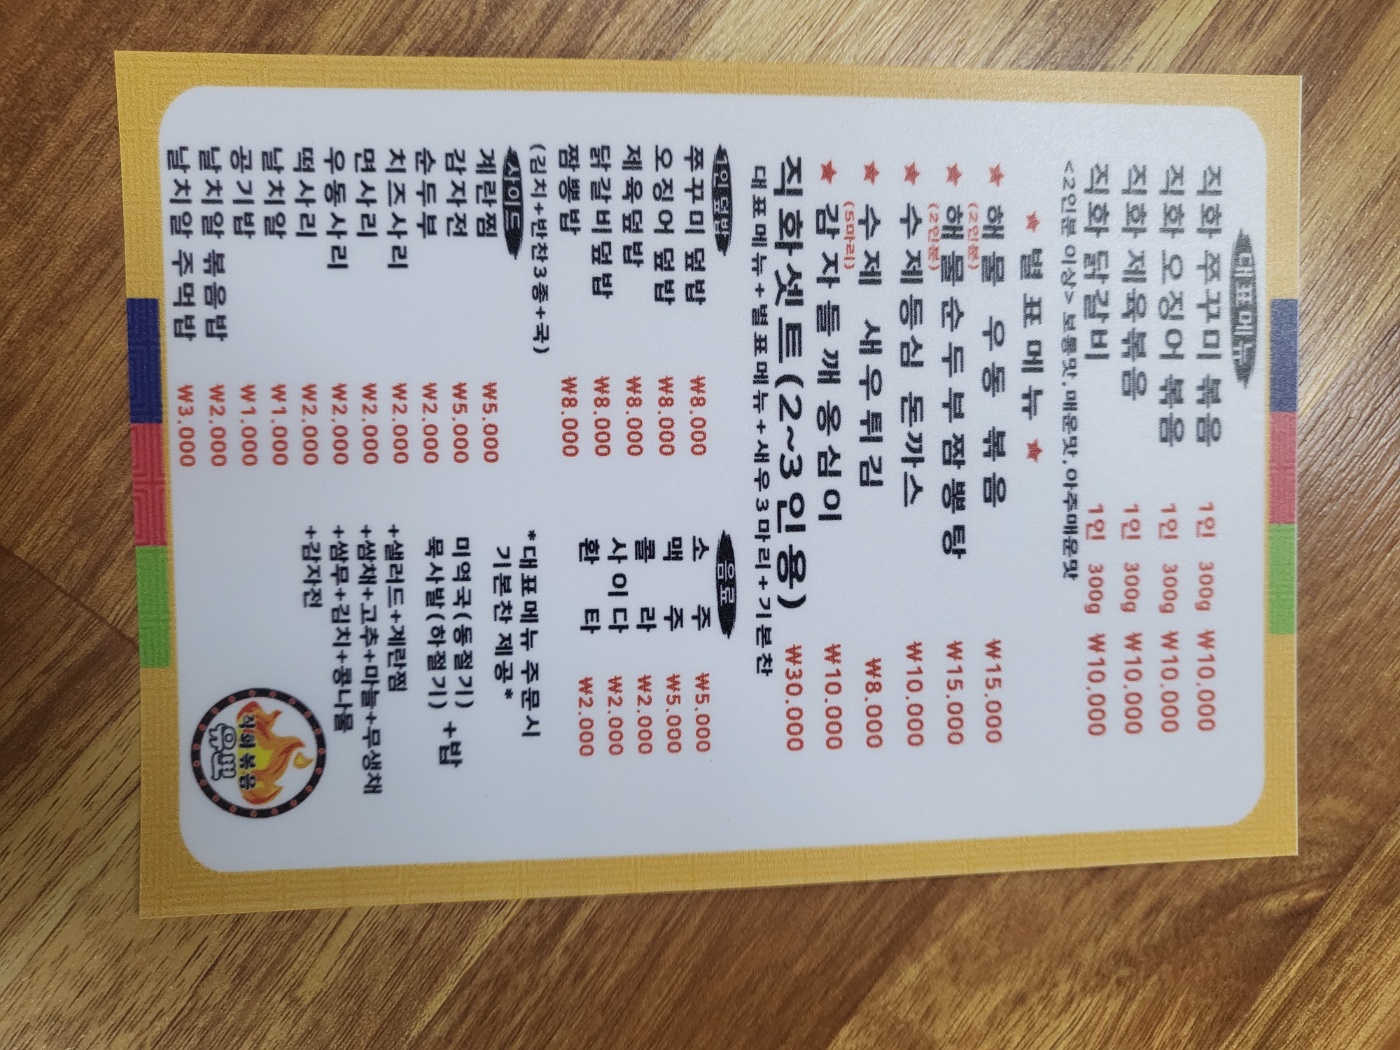 대표메뉴
직화 쭈꾸미 볶음 1인 300g ₩10.000
직화 오징어 볶음 1인 300g ₩10.000
직화 제육볶음 1인 300g ₩10.000
직화 닭갈비 1인 300g ₩10,000
<2인분 이상> 보통맛,매운맛,아주매운맛
★ 별표메뉴 ★
★ 해물 우동 볶음 ₩15.000
(2인분)
★ 해물순두부짬뽕탕 ₩15.000
(2인분)
★ 수제등심 돈까스 ₩10.000
★ 수제 새우튀김 ₩8.000
(5마리)
★ 감자들깨 옹심이 ₩10.000
직화셋트(2~3인용) ₩30.000
대표메뉴+별표메뉴+새우3마리+기본찬
1인 덮밥
쭈꾸미 덮밥 ₩8.000
오징어 덮밥 ₩8.000
제육덮밥 ₩8.000
닭갈비덮밥 ₩8.000
짬뽕밥 ₩8.000
(김치+반찬3종+국)
사이드
계란찜 ₩5.000
감자전 ₩5.000
순두부 ₩2.000
치즈사리 ₩2.000
면사리 ₩2.000
우동사리 ₩2.000
떡사리 ₩2.000
날치알 ₩1.000
공기밥 ₩1.000
날치알 볶음밥 ₩2.000
날치알 주먹밥 ₩3.000
음료
소 주 ₩5.000
맥 주 ₩5.000
콜 라 ₩2.000
사이다 ₩2.000
환 타 ₩2.000
*대표메뉴 주문시
기본찬 제공*
미역국(동절기)
묵사발(하절기) +밥
+샐러드+계란찜
+쌈채+고추+마늘+무생채
+쌈무+김치+콩나물
+감자전
직화볶음